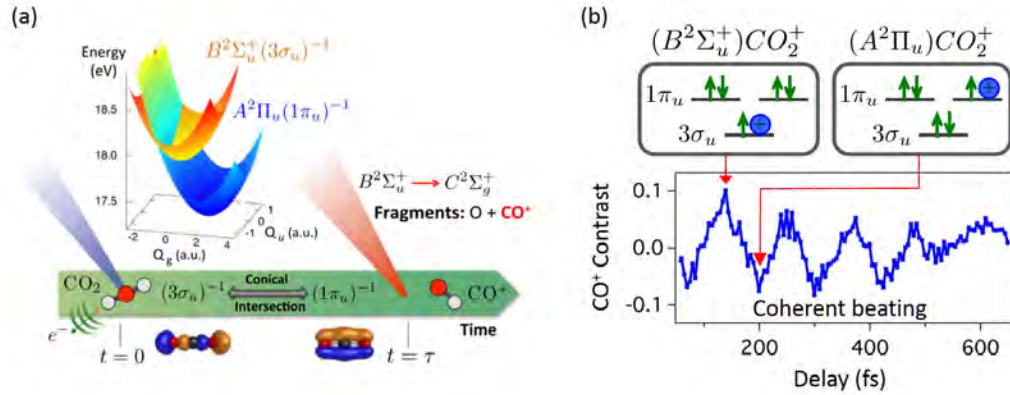 (a)
Energy
(eV)
B²Σᵤ⁺(3σᵤ)⁻¹
A²Πᵤ(1πᵤ)⁻¹
18.5
18.0
17.5
-2
0
2
4
Q_g (a.u.)
1
0
-1
Q_u (a.u.)
B²Σᵤ⁺ → C²Σ_g⁺
Fragments: O + CO⁺
CO₂
(3σᵤ)⁻¹
Conical
Intersection
(1πᵤ)⁻¹
CO⁺
Time
e⁻
t = 0
t = τ
(b)
(B²Σᵤ⁺)CO₂⁺
(A²Πᵤ)CO₂⁺
1πᵤ
3σᵤ
+
1πᵤ
+
3σᵤ
CO⁺ Contrast
0.1
0.0
-0.1
Coherent beating
200
400
600
Delay (fs)